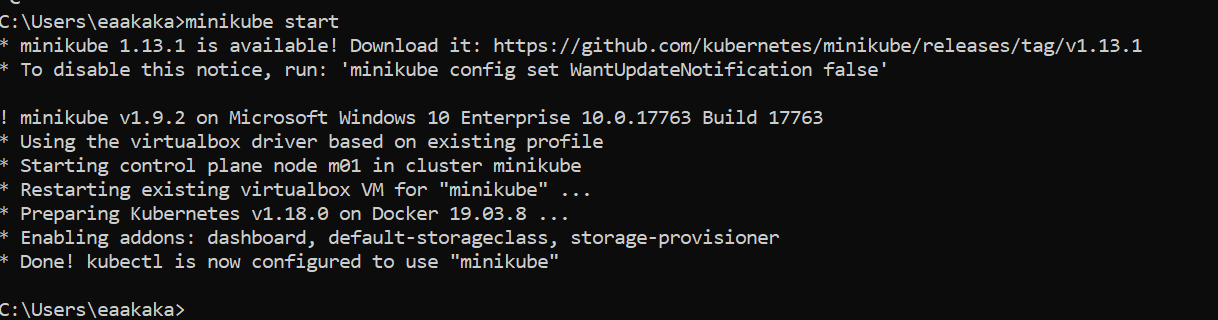 C:\Users\eaakaka>minikube start
* minikube 1.13.1 is available! Download it: https://github.com/kubernetes/minikube/releases/tag/v1.13.1
* To disable this notice, run: 'minikube config set WantUpdateNotification false'
! minikube v1.9.2 on Microsoft Windows 10 Enterprise 10.0.17763 Build 17763
* Using the virtualbox driver based on existing profile
* Starting control plane node m01 in cluster minikube
* Restarting existing virtualbox VM for "minikube" ...
* Preparing Kubernetes v1.18.0 on Docker 19.03.8 ...
* Enabling addons: dashboard, default-storageclass, storage-provisioner
* Done! kubectl is now configured to use "minikube"
C:\Users\eaakaka>